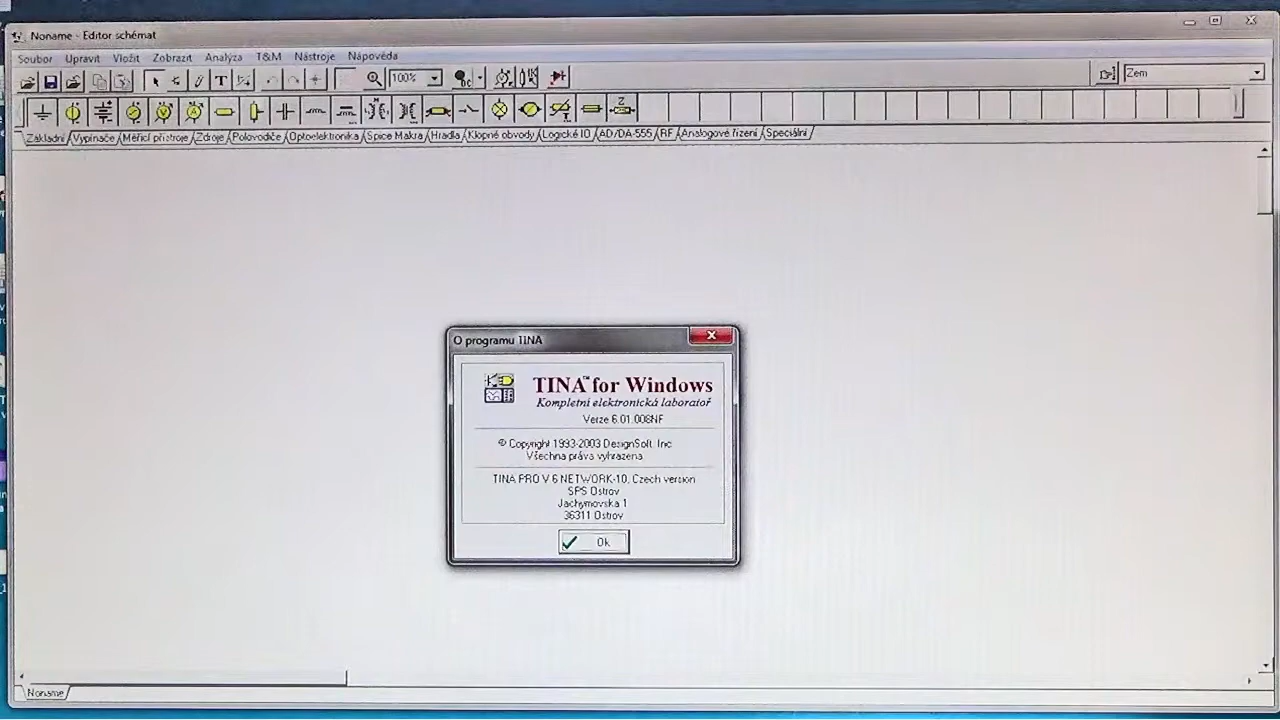 Noname - Editor schémat
Soubor Upravit Vložit Zobrazit Analýza T&M Nástroje Nápověda
T 100% DC Zem
Z
Základní Vypínače Měřicí přístroje Zdroje Polovodiče Optoelektronika Spice Makra Hradla Klopné obvody Logické IO AD/DA-555 RF Analogové řízení Speciální
O programu TINA
TINA™ for Windows
Kompletní elektronická laboratoř
Verze 6.01.008NF
© Copyright 1993-2003 DesignSoft, Inc
Všechna práva vyhrazena
TINA PRO V 6 NETWORK-10, Czech version
SPS Ostrov
Jachymovska 1
36311 Ostrov
Ok
Noname